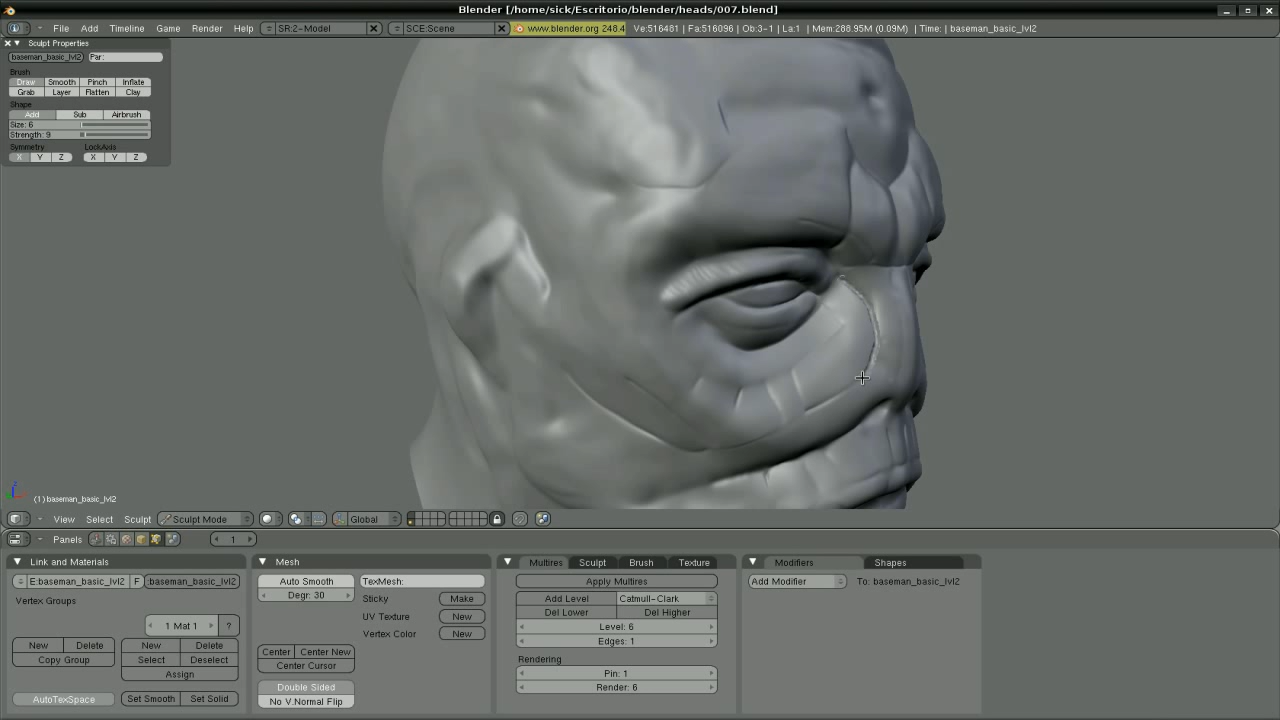 Blender [/home/sick/Escritorio/blender/heads/007.blend]
File Add Timeline Game Render Help SR:2-Model SCE:Scene www.blender.org 248.4 Ve:516481 | Fa:516096 | Ob:3-1 | La:1 | Mem:288.95M (0.09M) | Time: | baseman_basic_lvl2
Sculpt Properties
baseman_basic_lvl2 Par:
Brush
Draw Smooth Pinch Inflate
Grab Layer Flatten Clay
Shape
Add Sub Airbrush
Size: 6
Strength: 9
Symmetry LockAxis
X Y Z X Y Z
(1) baseman_basic_lvl2
View Select Sculpt Sculpt Mode Global
Panels 1
Link and Materials Mesh Multires Sculpt Brush Texture Modifiers Shapes
E:baseman_basic_lvl2 F :baseman_basic_lvl2 Auto Smooth TexMesh: Apply Multires Add Modifier To: baseman_basic_lvl2
Degr: 30 Sticky Make Add Level Catmull-Clark
Vertex Groups Del Lower Del Higher
UV Texture New
1 Mat 1 ? Vertex Color New Level: 6
Edges: 1
New Delete New Delete Center Center New
Copy Group Select Deselect Center Cursor Rendering
Assign Pin: 1
Double Sided Render: 6
AutoTexSpace Set Smooth Set Solid No V.Normal Flip